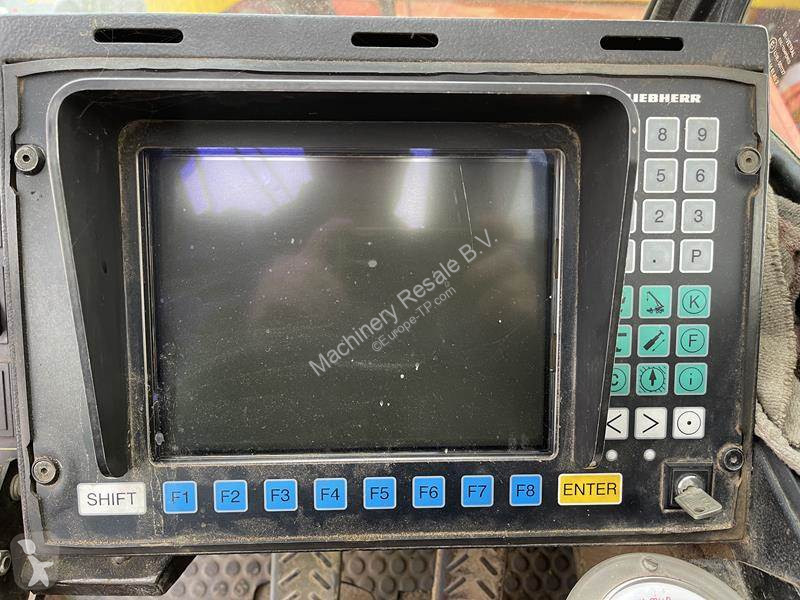 LIEBHERR
8 9
5 6
2 3
. P
K
F
C i
< >
SHIFT F1 F2 F3 F4 F5 F6 F7 F8 ENTER
Machinery Resale B.V.
©Europe-TP.com